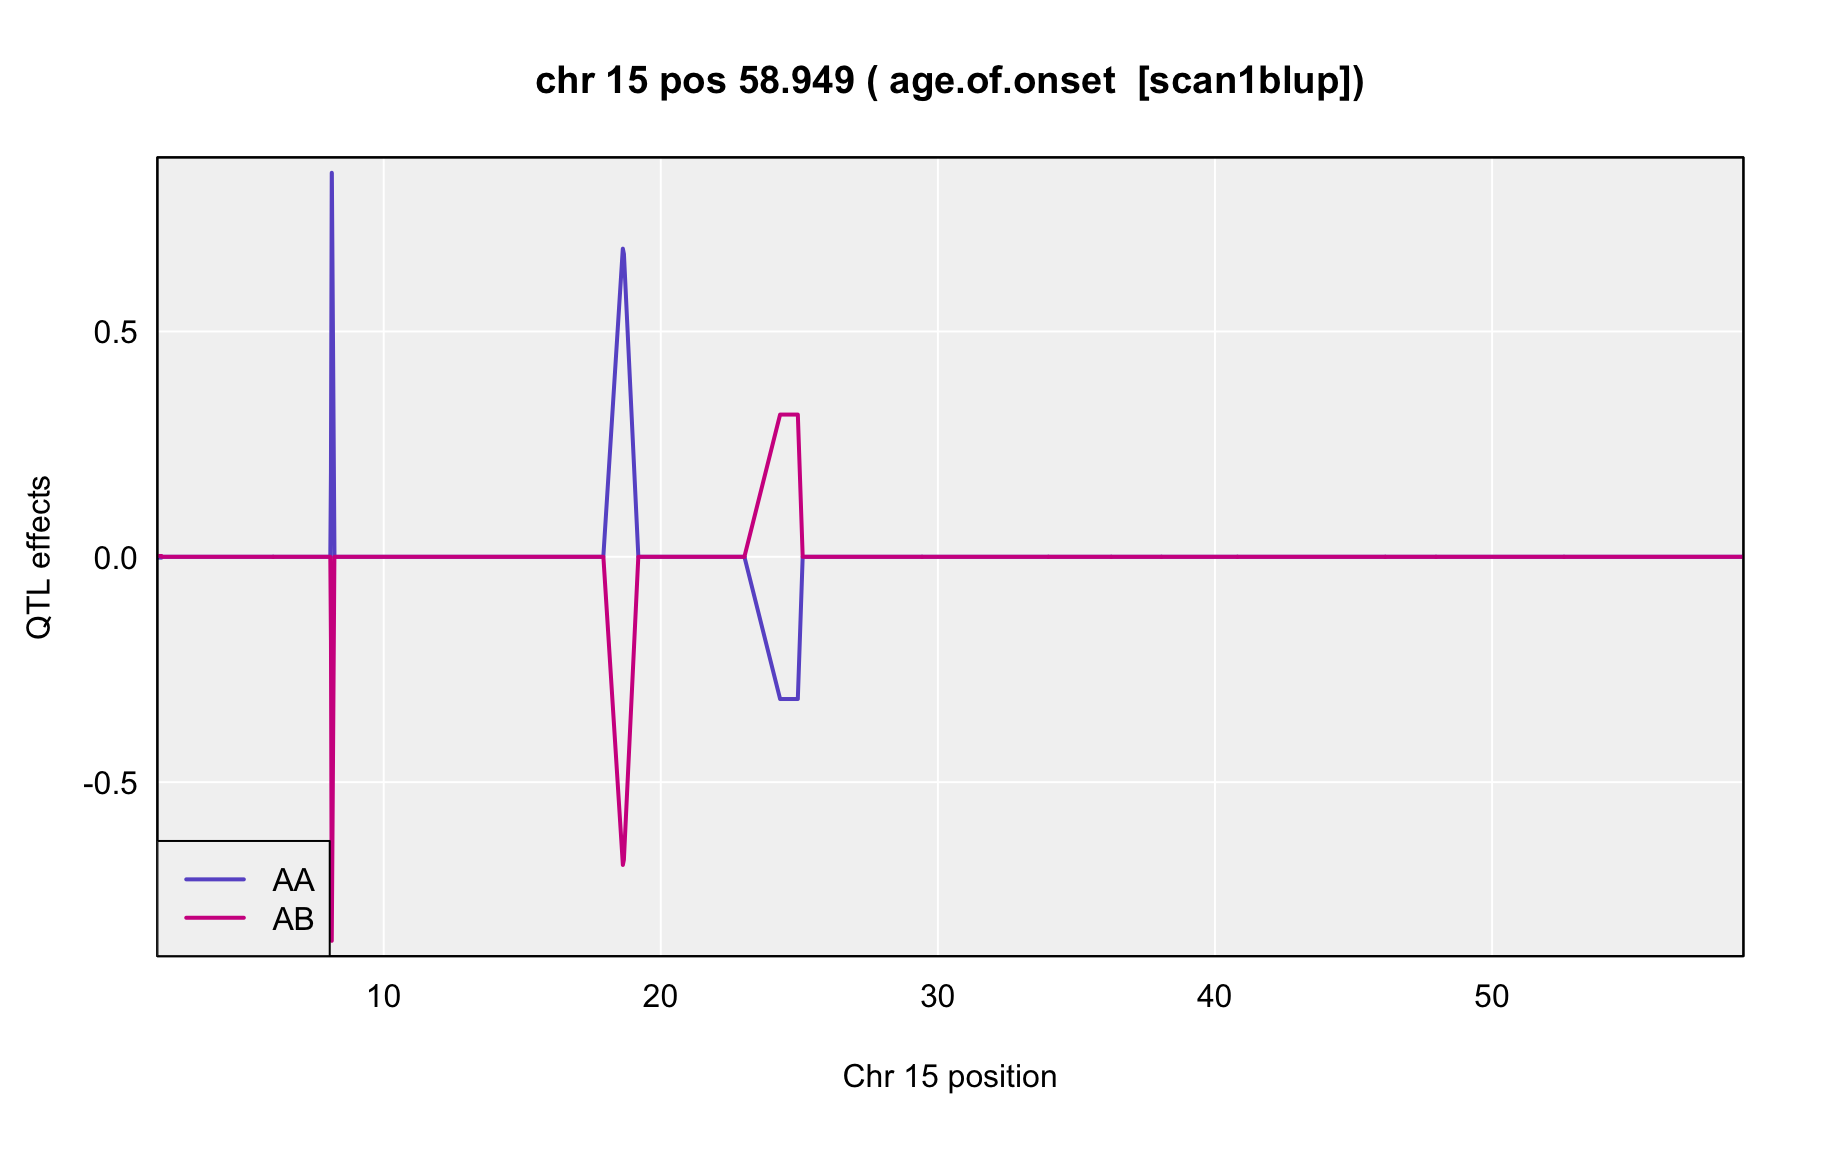 chr 15 pos 58.949 ( age.of.onset  [scan1blup])
QTL effects
0.5
0.0
-0.5
AA
AB
10 20 30 40 50
Chr 15 position